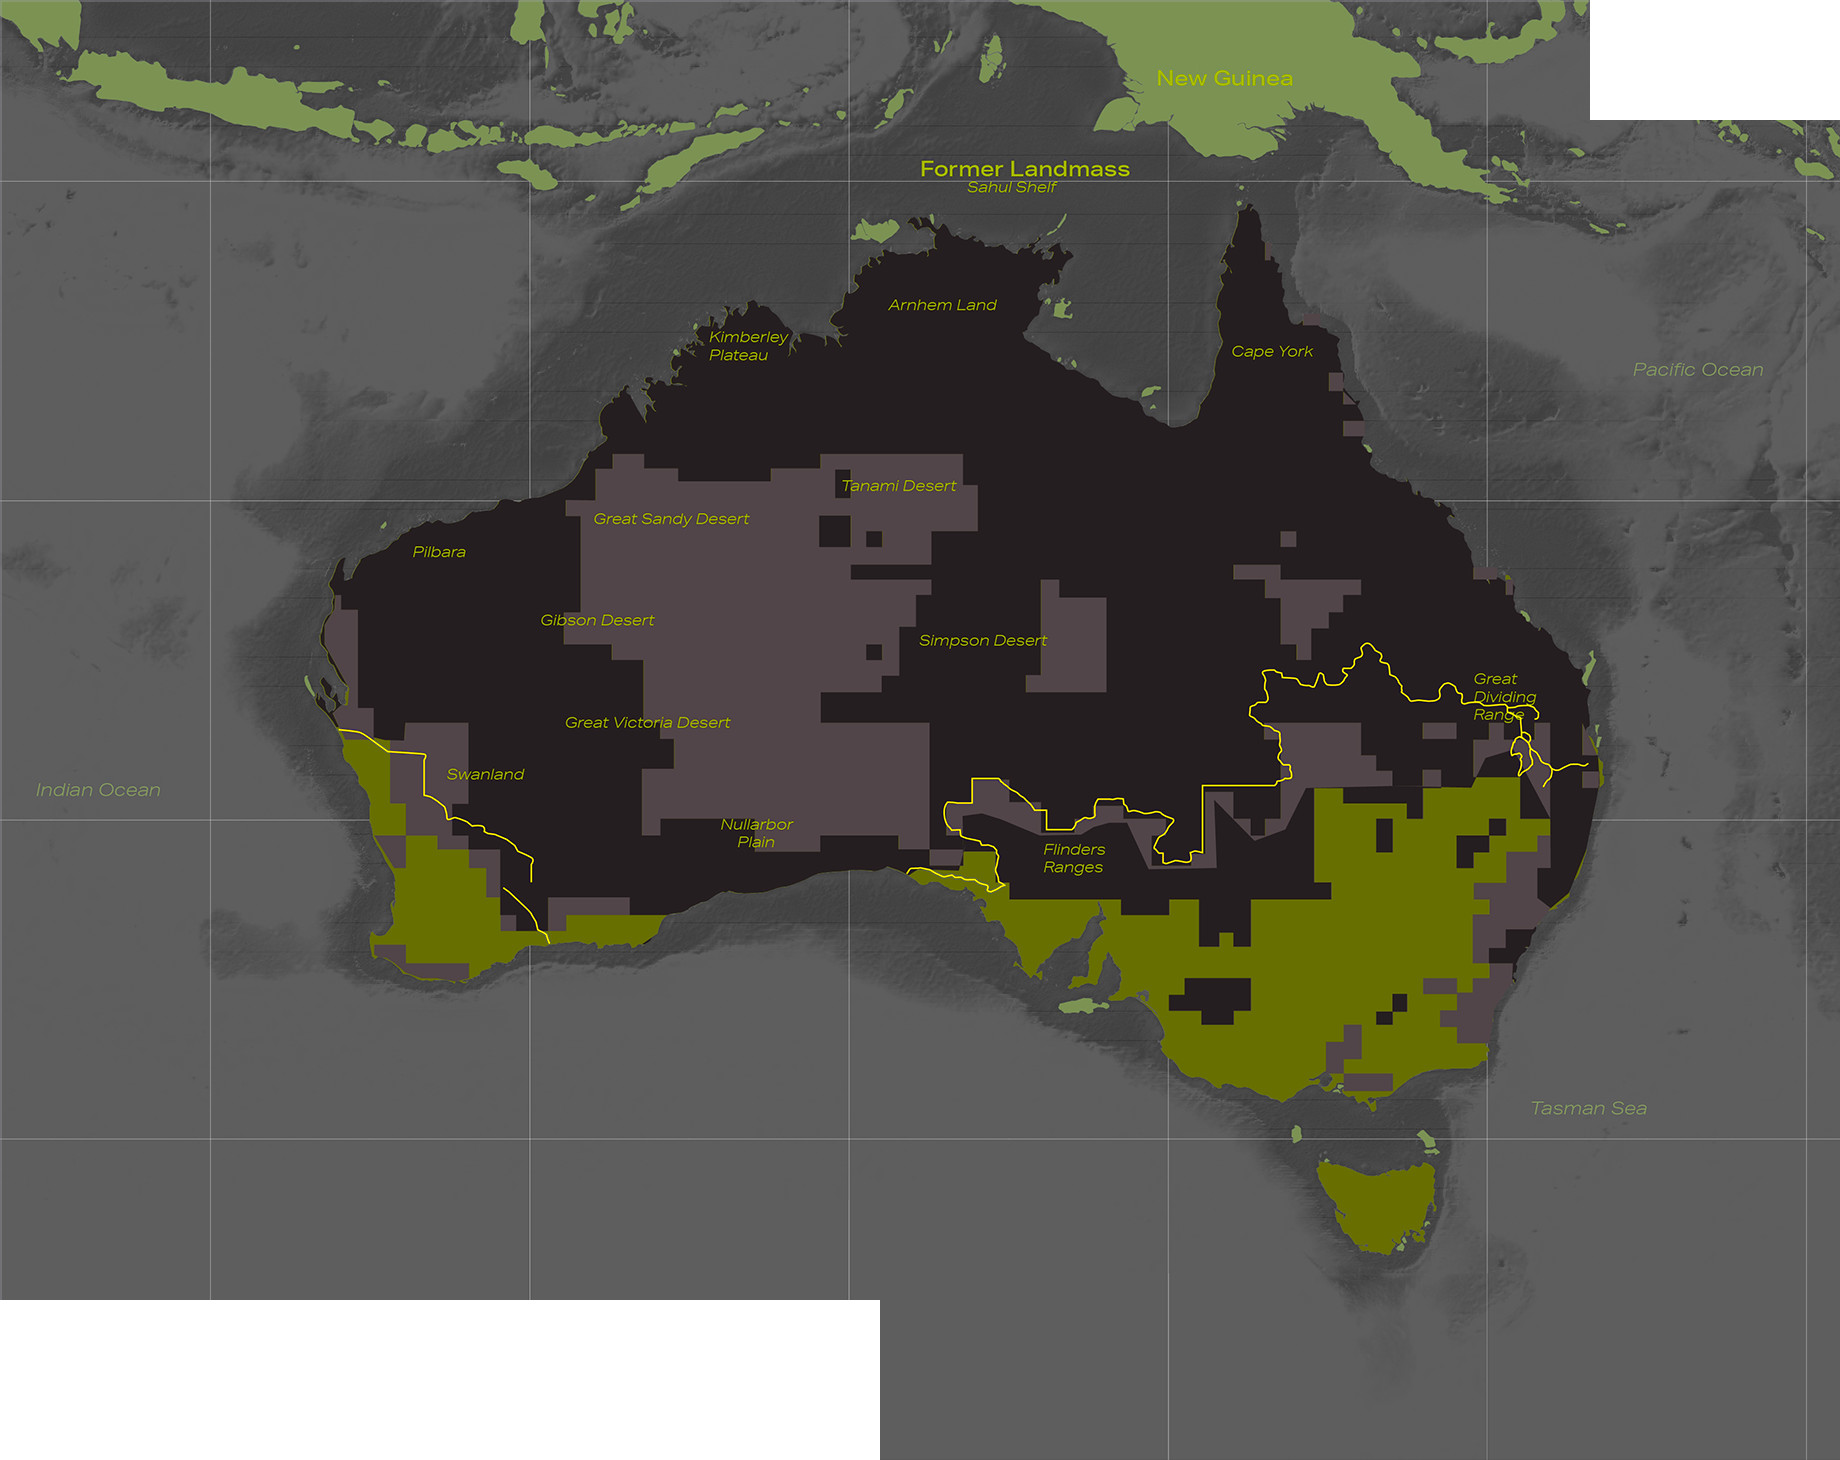 New Guinea
Former Landmass
Sahul Shelf
Arnhem Land
Kimberley
Plateau
Cape York
Pacific Ocean
Tanami Desert
Great Sandy Desert
Pilbara
Gibson Desert
Simpson Desert
Great
Dividing
Range
Great Victoria Desert
Swanland
Indian Ocean
Nullarbor
Plain
Flinders
Ranges
Tasman Sea